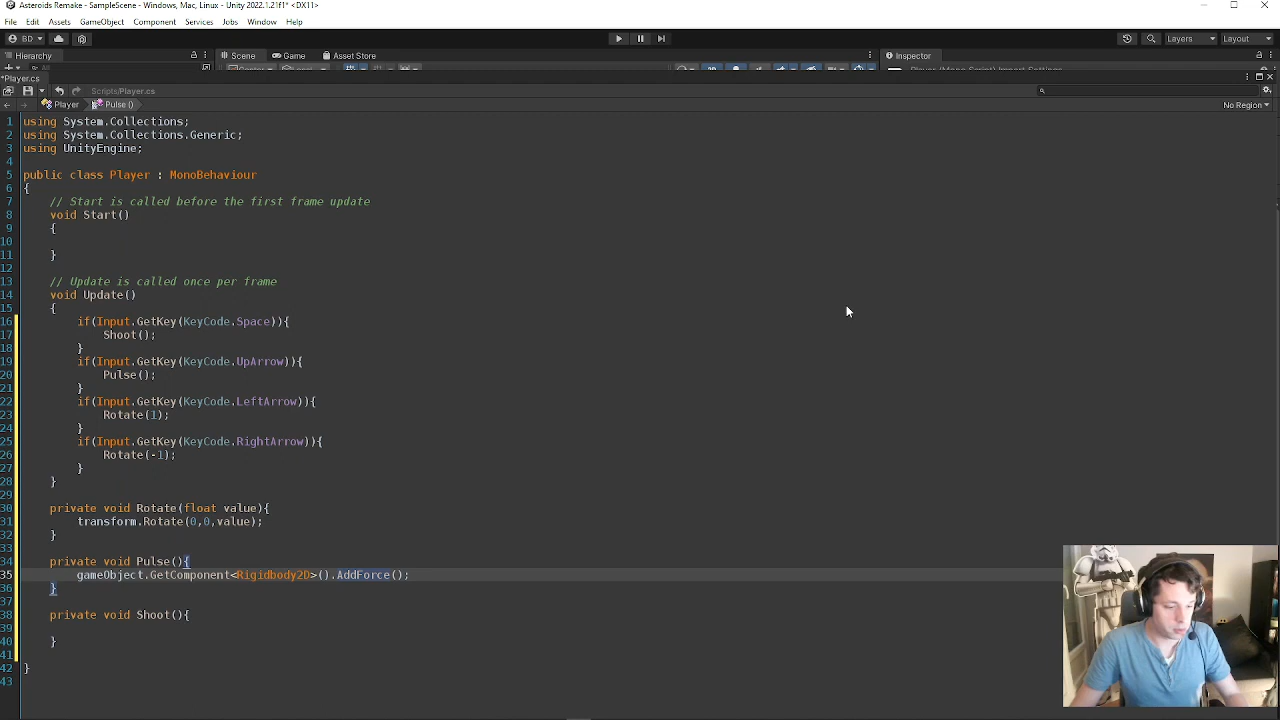 Asteroids Remake - SampleScene - Windows, Mac, Linux - Unity 2022.1.21f1* <DX11>
File Edit Assets GameObject Component Services Jobs Window Help
BD Layers Layout
Hierarchy Scene Game Asset Store Inspector
*Player.cs
Scripts/Player.cs
Player Pulse () No Region
1 using System.Collections;
2 using System.Collections.Generic;
3 using UnityEngine;
4
5 public class Player : MonoBehaviour
6 {
7 // Start is called before the first frame update
8 void Start()
9 {
10
11 }
12
13 // Update is called once per frame
14 void Update()
15 {
16 if(Input.GetKey(KeyCode.Space)){
17 Shoot();
18 }
19 if(Input.GetKey(KeyCode.UpArrow)){
20 Pulse();
21 }
22 if(Input.GetKey(KeyCode.LeftArrow)){
23 Rotate(1);
24 }
25 if(Input.GetKey(KeyCode.RightArrow)){
26 Rotate(-1);
27 }
28 }
29
30 private void Rotate(float value){
31 transform.Rotate(0,0,value);
32 }
33
34 private void Pulse(){
35 gameObject.GetComponent<Rigidbody2D>().AddForce();
36 }
37
38 private void Shoot(){
39
40 }
41
42 }
43